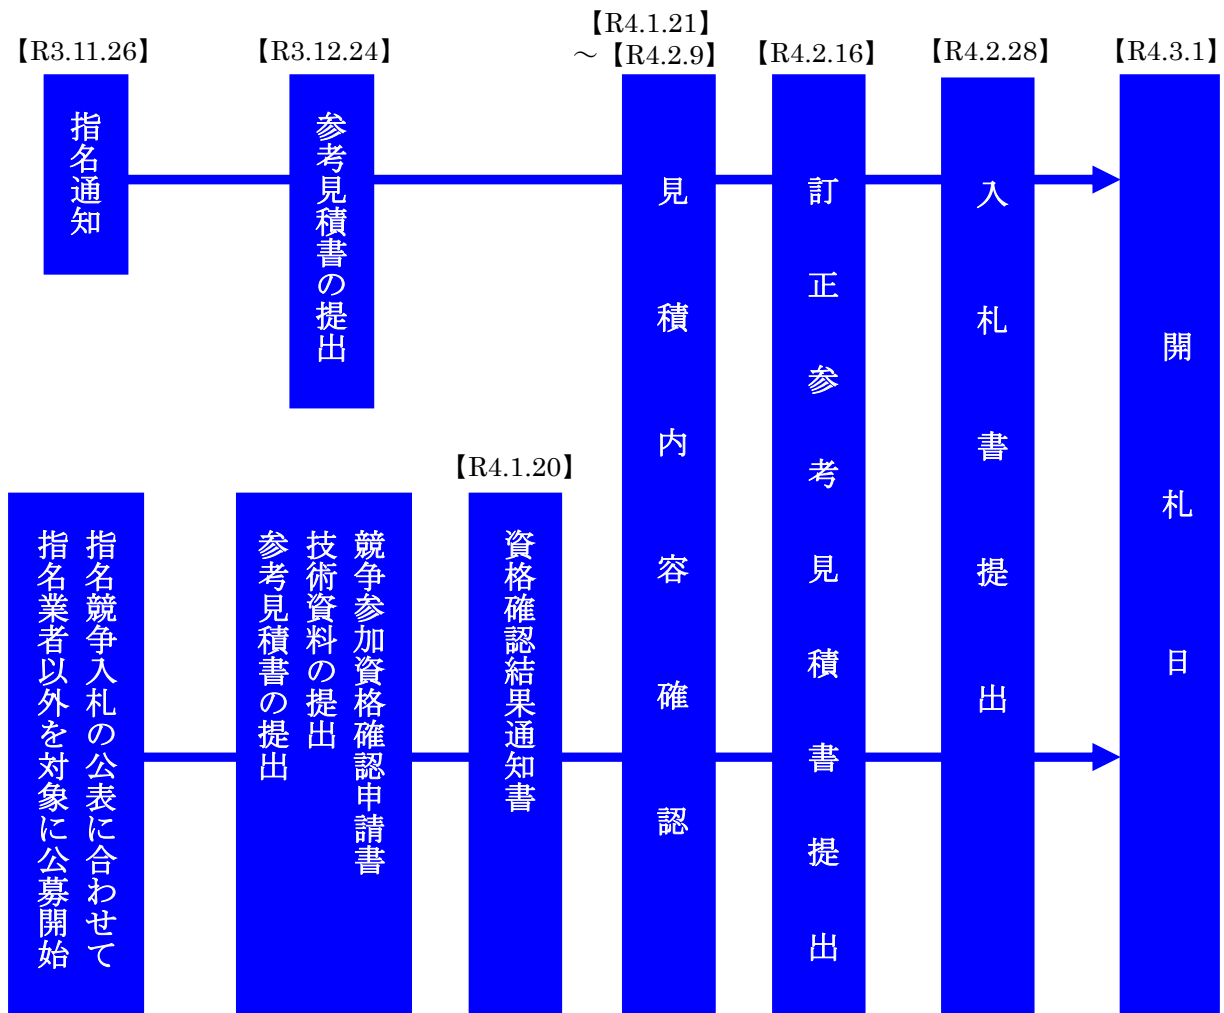 【R3.11.26】
【R3.12.24】
【R4.1.21】
～【R4.2.9】
【R4.2.16】
【R4.2.28】
【R4.3.1】
指名通知
参考見積書の提出
【R4.1.20】
指名競争入札の公表に合わせて
指名業者以外を対象に公募開始
競争参加資格確認申請書
技術資料の提出
参考見積書の提出
資格確認結果通知書
見積内容確認
訂正参考見積書提出
入札書提出
開札日